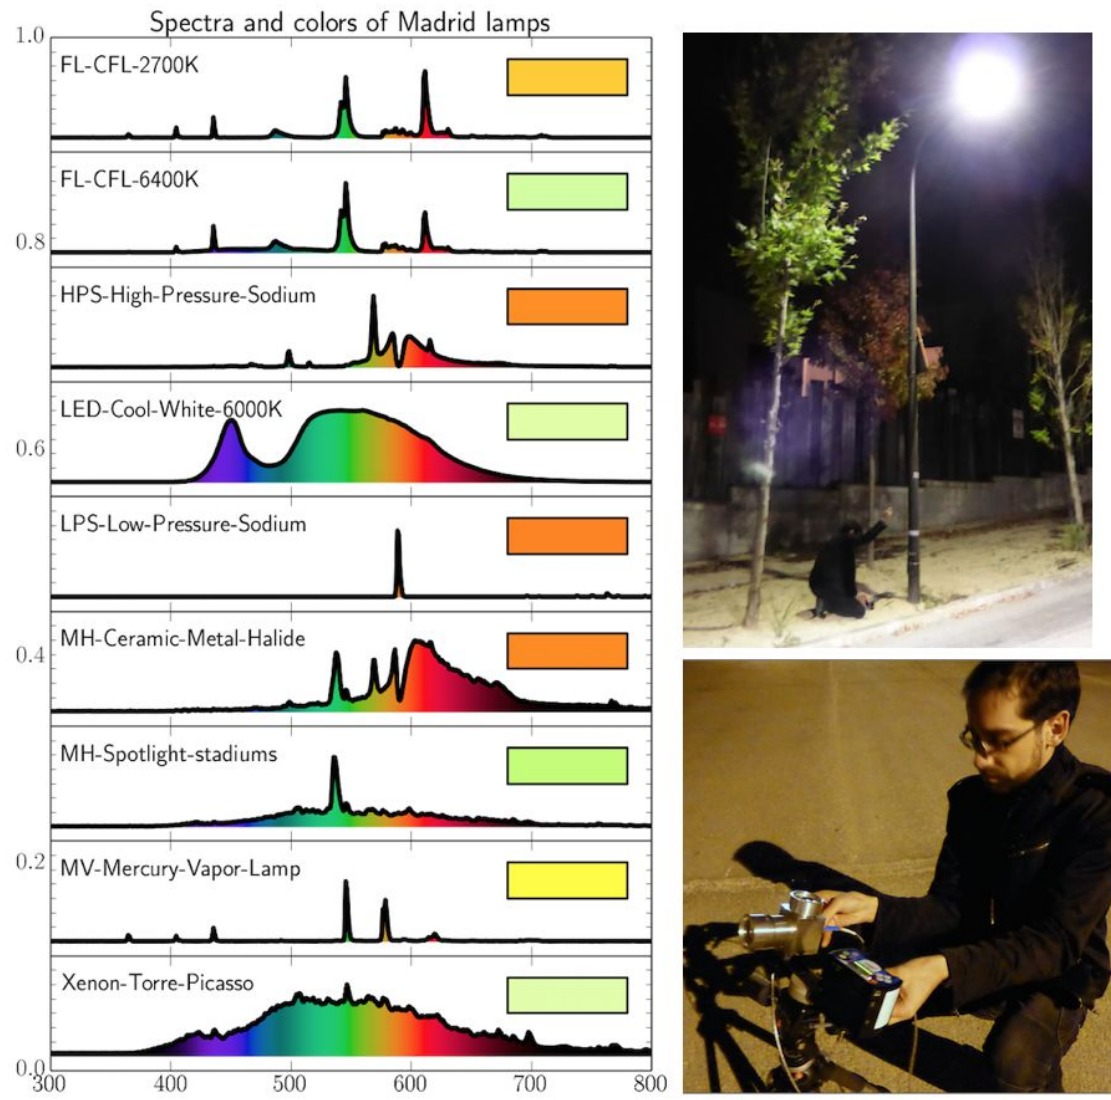 Spectra and colors of Madrid lamps
1.0
FL-CFL-2700K
FL-CFL-6400K
0.8
HPS-High-Pressure-Sodium
LED-Cool-White-6000K
0.6
LPS-Low-Pressure-Sodium
MH-Ceramic-Metal-Halide
0.4
MH-Spotlight-stadiums
0.2
MV-Mercury-Vapor-Lamp
Xenon-Torre-Picasso
0.0
300 400 500 600 700 800